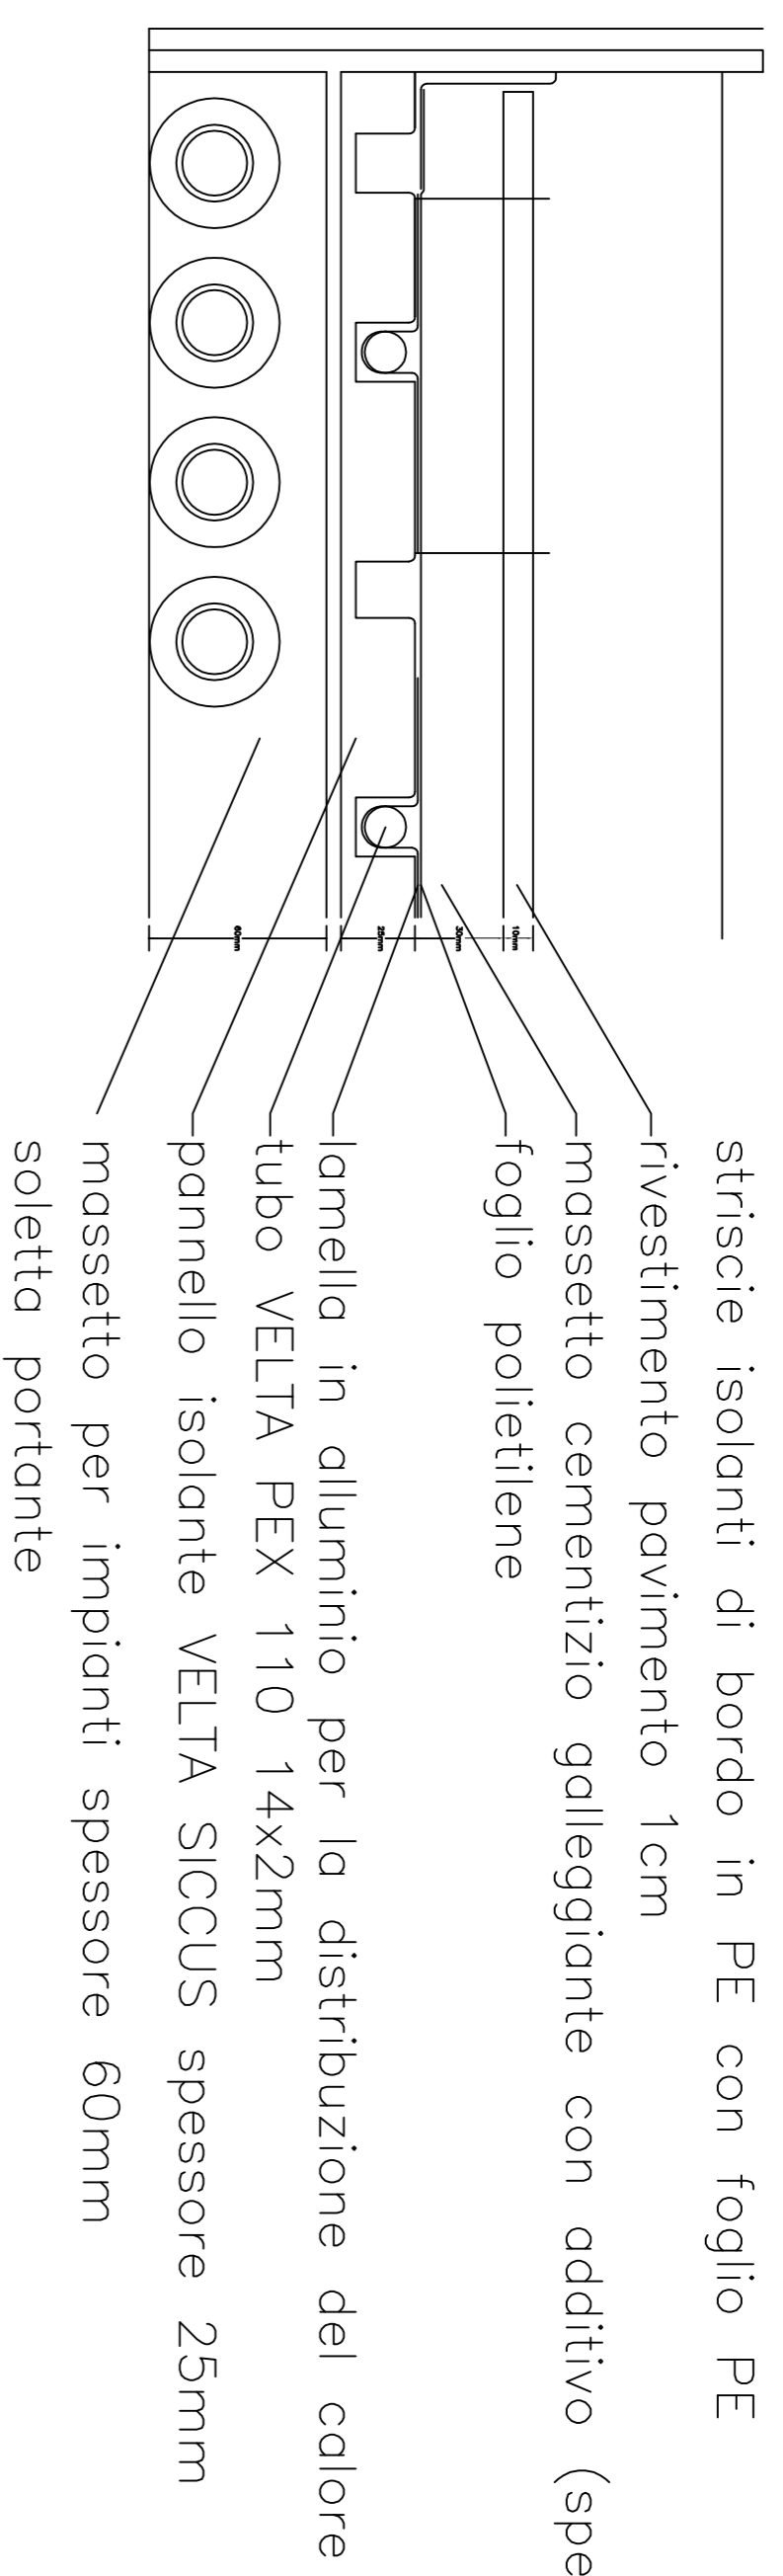 striscie isolanti di bordo in PE con foglio PE
rivestimento pavimento 1cm
massetto cementizio galleggiante con additivo (spe
foglio polietilene
lamella in alluminio per la distribuzione del calore
tubo VELTA PEX 110 14x2mm
pannello isolante VELTA SICCUS spessore 25mm
massetto per impianti spessore 60mm
soletta portante
10mm
30mm
25mm
60mm